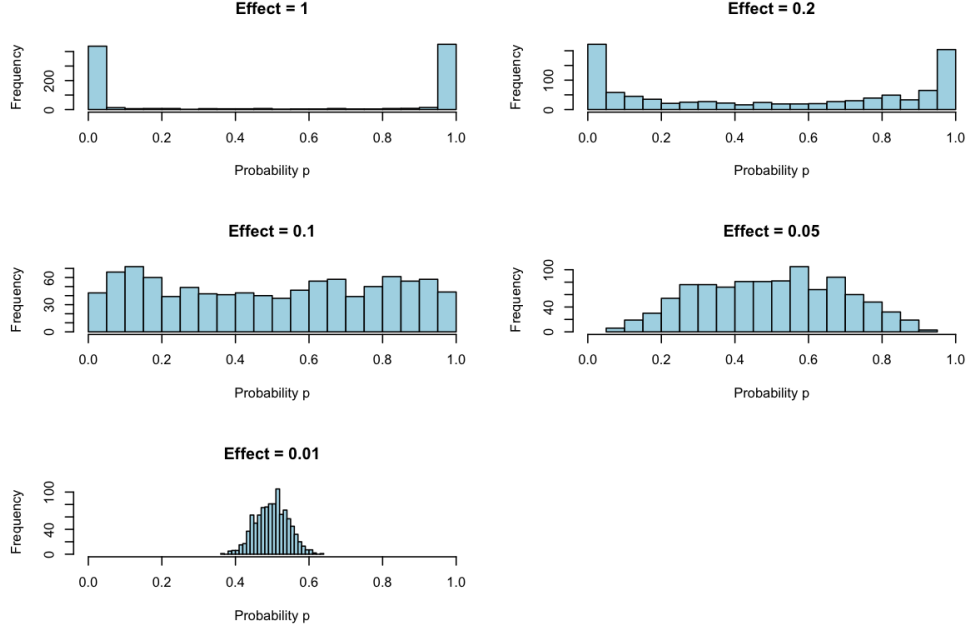 Effect = 1
Frequency
0 200
0.0 0.2 0.4 0.6 0.8 1.0
Probability p
Effect = 0.2
Frequency
0 100
0.0 0.2 0.4 0.6 0.8 1.0
Probability p
Effect = 0.1
Frequency
0 30 60
0.0 0.2 0.4 0.6 0.8 1.0
Probability p
Effect = 0.05
Frequency
0 40 100
0.0 0.2 0.4 0.6 0.8 1.0
Probability p
Effect = 0.01
Frequency
0 40 100
0.0 0.2 0.4 0.6 0.8 1.0
Probability p